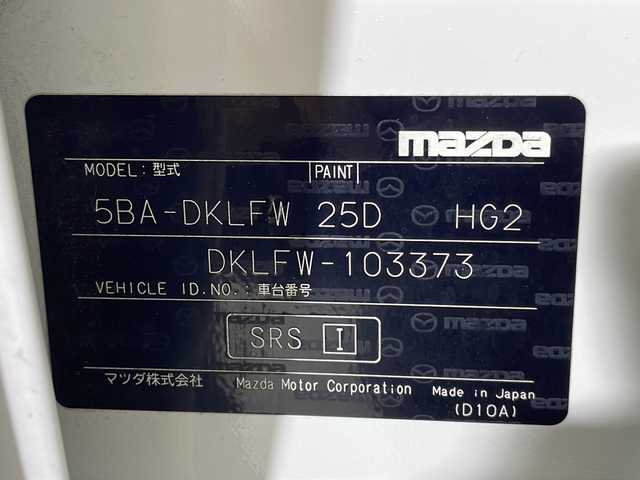 mazda
MODEL: 型式 PAINT
5BA-DKLFW 25D HG2
DKLFW-103373
VEHICLE ID.NO.: 車台番号
SRS I
マツダ株式会社 Mazda Motor Corporation Made in Japan
(D10A)